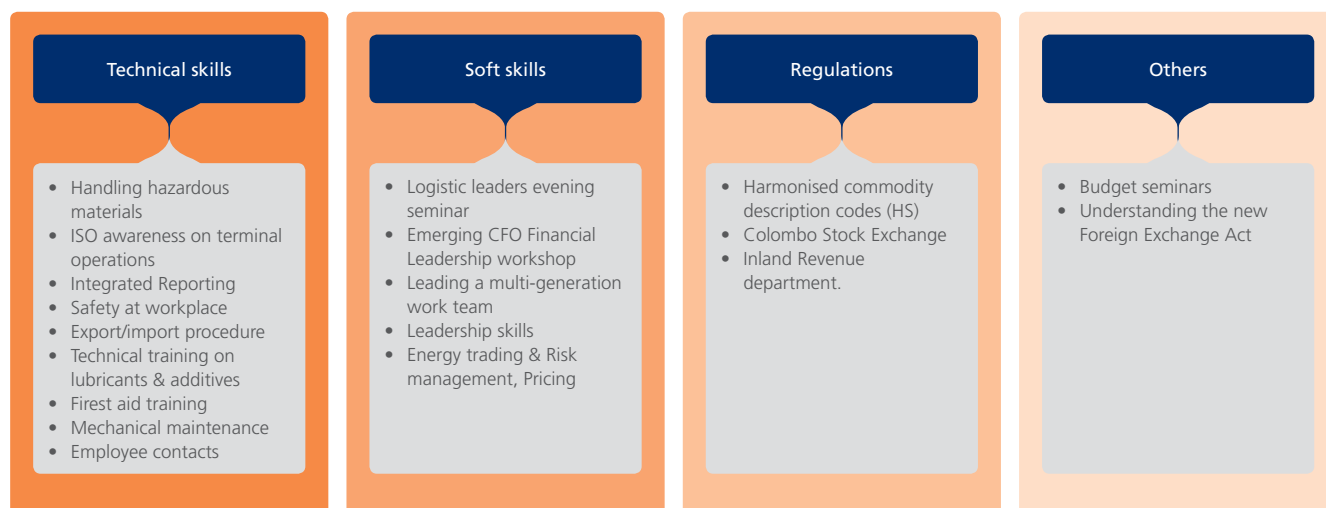 Technical skills
• Handling hazardous
materials
• ISO awareness on terminal
operations
• Integrated Reporting
• Safety at workplace
• Export/import procedure
• Technical training on
lubricants & additives
• Firest aid training
• Mechanical maintenance
• Employee contacts
Soft skills
• Logistic leaders evening
seminar
• Emerging CFO Financial
Leadership workshop
• Leading a multi-generation
work team
• Leadership skills
• Energy trading & Risk
management, Pricing
Regulations
• Harmonised commodity
description codes (HS)
• Colombo Stock Exchange
• Inland Revenue
department.
Others
• Budget seminars
• Understanding the new
Foreign Exchange Act